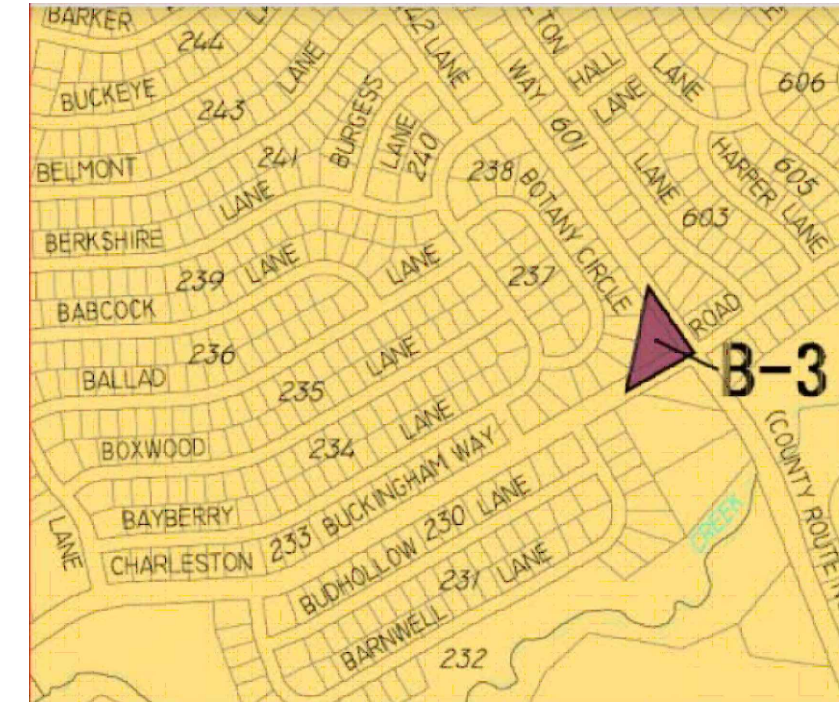 BARKER
244
242 LANE
BUCKEYE
243
LANE
BELMONT
241
BURGESS
LANE
240
BERKSHIRE
LANE
239
LANE
BABCOCK
236
LANE
BALLAD
235
LANE
BOXWOOD
234
LANE
BAYBERRY
LANE
CHARLESTON
233
BUCKINGHAM WAY
BUDHOLLOW
230
LANE
BARNWELL
231
LANE
232
238
BOTANY CIRCLE
237
WAY
601
HALL
LANE
LANE
LANE
603
606
605
HARPER LANE
ROAD
B-3
(COUNTY ROUTE
CREEK